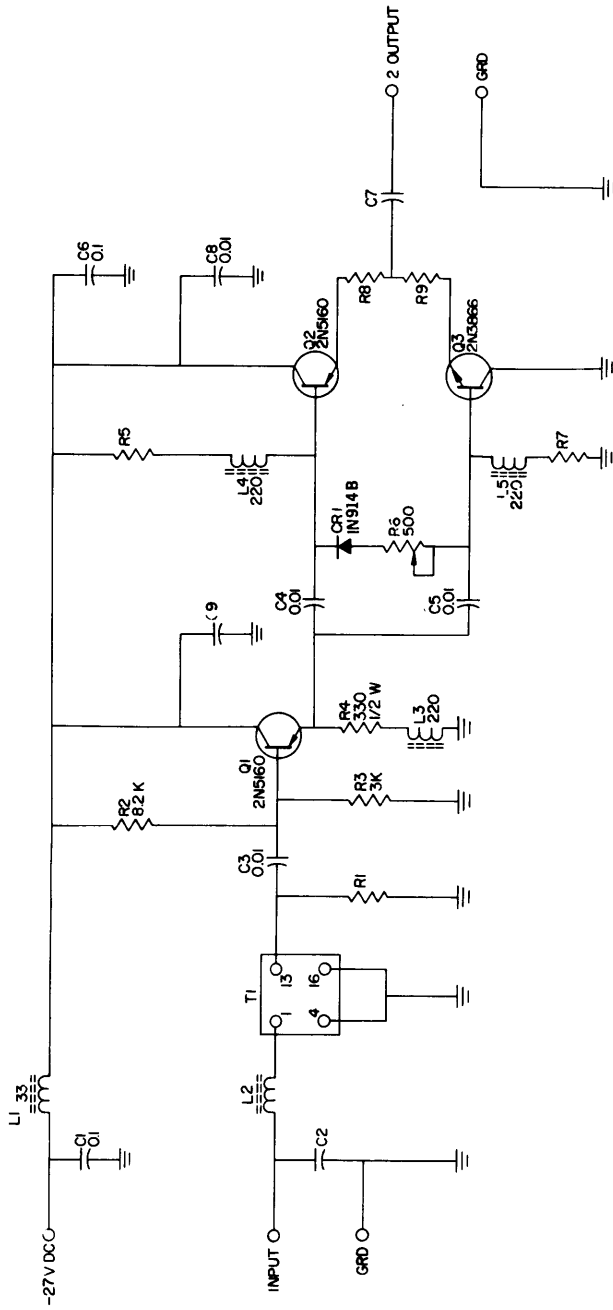 -27V DC
C1
0.1
L1
33
INPUT
C2
L2
GRD
T1
1
13
4
16
R1
C3
0.01
R2
8.2 K
R3
3K
Q1
2N5160
R4
330
1/2 W
L3
220
C9
C4
0.01
C5
0.01
CR1
1N914B
R6
500
R5
L4
220
L5
220
R7
Q2
2N5160
Q3
2N3866
C6
0.1
C8
0.01
R8
R9
C7
2 OUTPUT
GRD